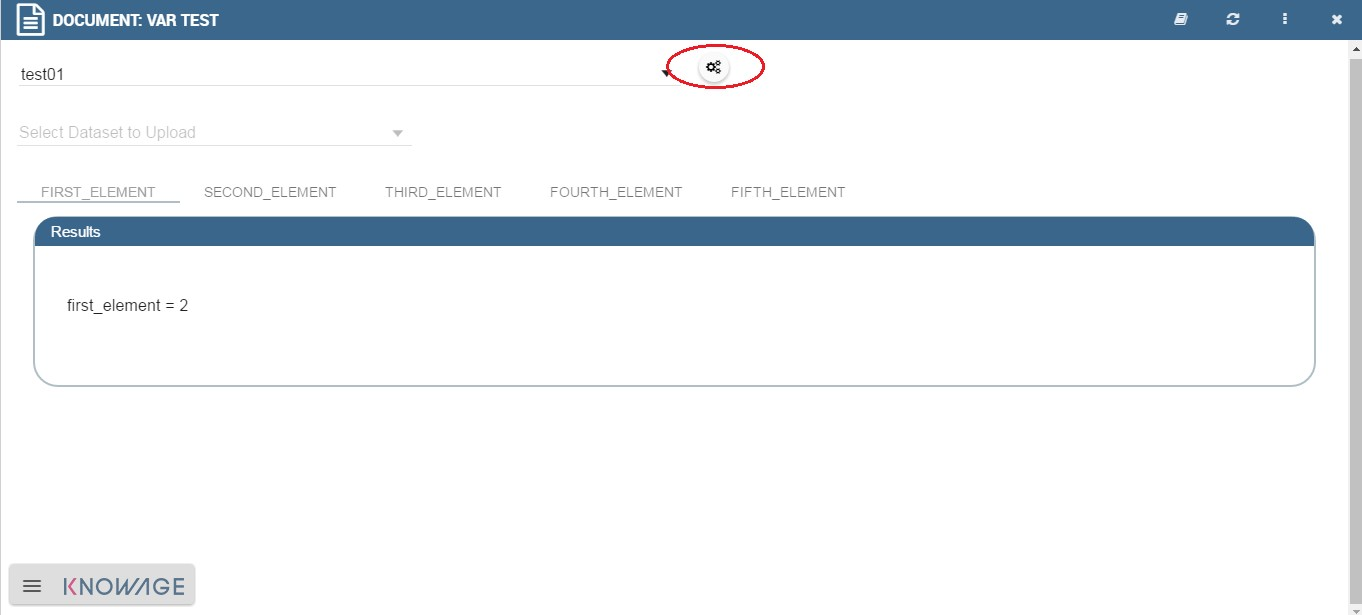 DOCUMENT: VAR TEST
test01
Select Dataset to Upload
FIRST_ELEMENT SECOND_ELEMENT THIRD_ELEMENT FOURTH_ELEMENT FIFTH_ELEMENT
Results
first_element = 2
KNOWAGE